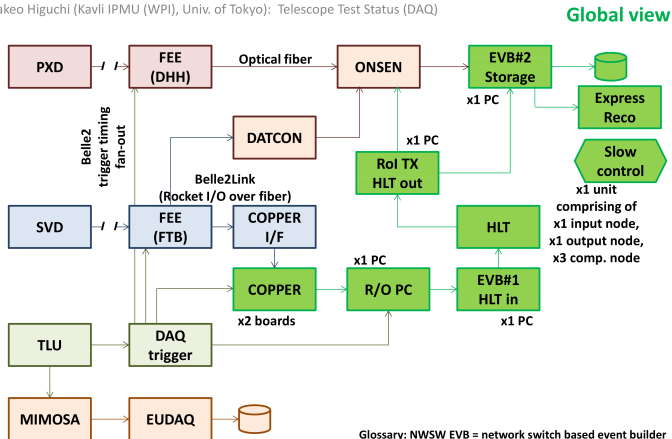 akeo Higuchi (Kavli IPMU (WPI), Univ. of Tokyo): Telescope Test Status (DAQ)
Global view
PXD
FEE
(DHH)
Optical fiber
ONSEN
EVB#2
Storage
x1 PC
Express
Reco
Belle2
trigger timing
fan-out
DATCON
x1 PC
RoI TX
HLT out
Slow
control
x1 unit
comprising of
x1 input node,
x1 output node,
x3 comp. node
Belle2Link
(Rocket I/O over fiber)
SVD
FEE
(FTB)
COPPER
I/F
HLT
x1 PC
COPPER
x2 boards
R/O PC
EVB#1
HLT in
x1 PC
TLU
DAQ
trigger
MIMOSA
EUDAQ
Glossary: NWSW EVB = network switch based event builder